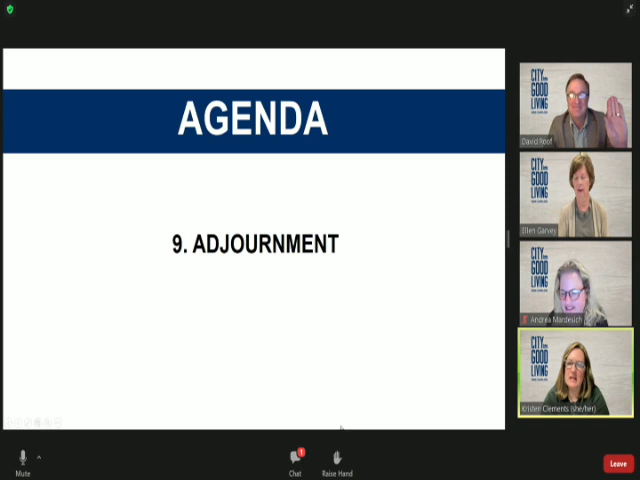 AGENDA
9. ADJOURNMENT
CITY
GOOD
LIVING
David Roof
CITY
GOOD
LIVING
Ellen Garvey
CITY
GOOD
LIVING
Andrea Mardesich
CITY
GOOD
LIVING
Kristen Clements (she/her)
Mute
1
Chat
Raise Hand
Leave